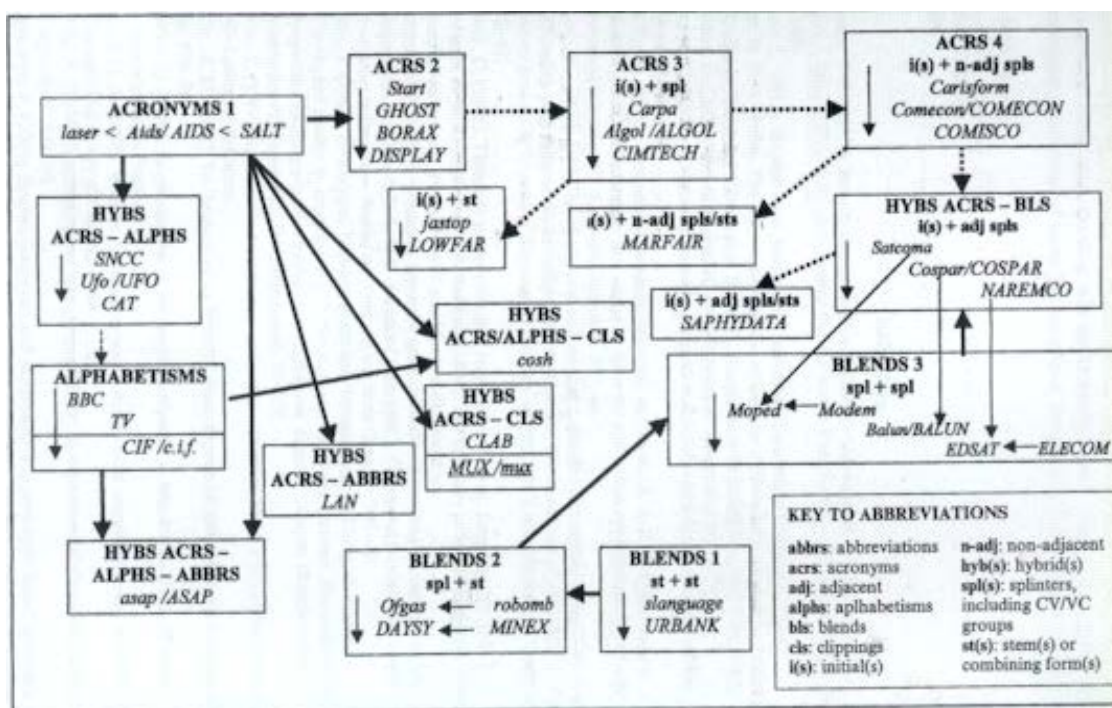 ACRONYMS 1
laser < Aids/ AIDS < SALT
ACRS 2
Start
GHOST
BORAX
DISPLAY
ACRS 3
i(s) + spl
Carpa
Algol /ALGOL
CIMTECH
ACRS 4
i(s) + n-adj spls
Carisform
Comecon/COMECON
COMISCO
HYBS
ACRS – ALPHS
SNCC
Ufo /UFO
CAT
i(s) + st
jastop
LOWFAR
i(s) + n-adj spls/sts
MARFAIR
HYBS ACRS – BLS
i(s) + adj spls
Satcoma
Cospar/COSPAR
NAREMCO
i(s) + adj spls/sts
SAPHYDATA
HYBS
ACRS/ALPHS – CLS
cosh
ALPHABETISMS
BBC
TV
CIF /c.i.f.
HYBS
ACRS – CLS
CLAB
MUX /mux
BLENDS 3
spl + spl
Moped Modem
Balun/BALUN
EDSAT ELECOM
HYBS
ACRS – ABBRS
LAN
HYBS ACRS –
ALPHS – ABBRS
asap /ASAP
BLENDS 2
spl + st
Ofgas robomb
DAYSY MINEX
BLENDS 1
st + st
slanguage
URBANK
KEY TO ABBREVIATIONS
abbrs: abbreviations
acrs: acronyms
adj: adjacent
alphs: aplhabetisms
bls: blends
cls: clippings
i(s): initial(s)
n-adj: non-adjacent
hyb(s): hybrid(s)
spl(s): splinters,
including CV/VC
groups
st(s): stem(s) or
combining form(s)